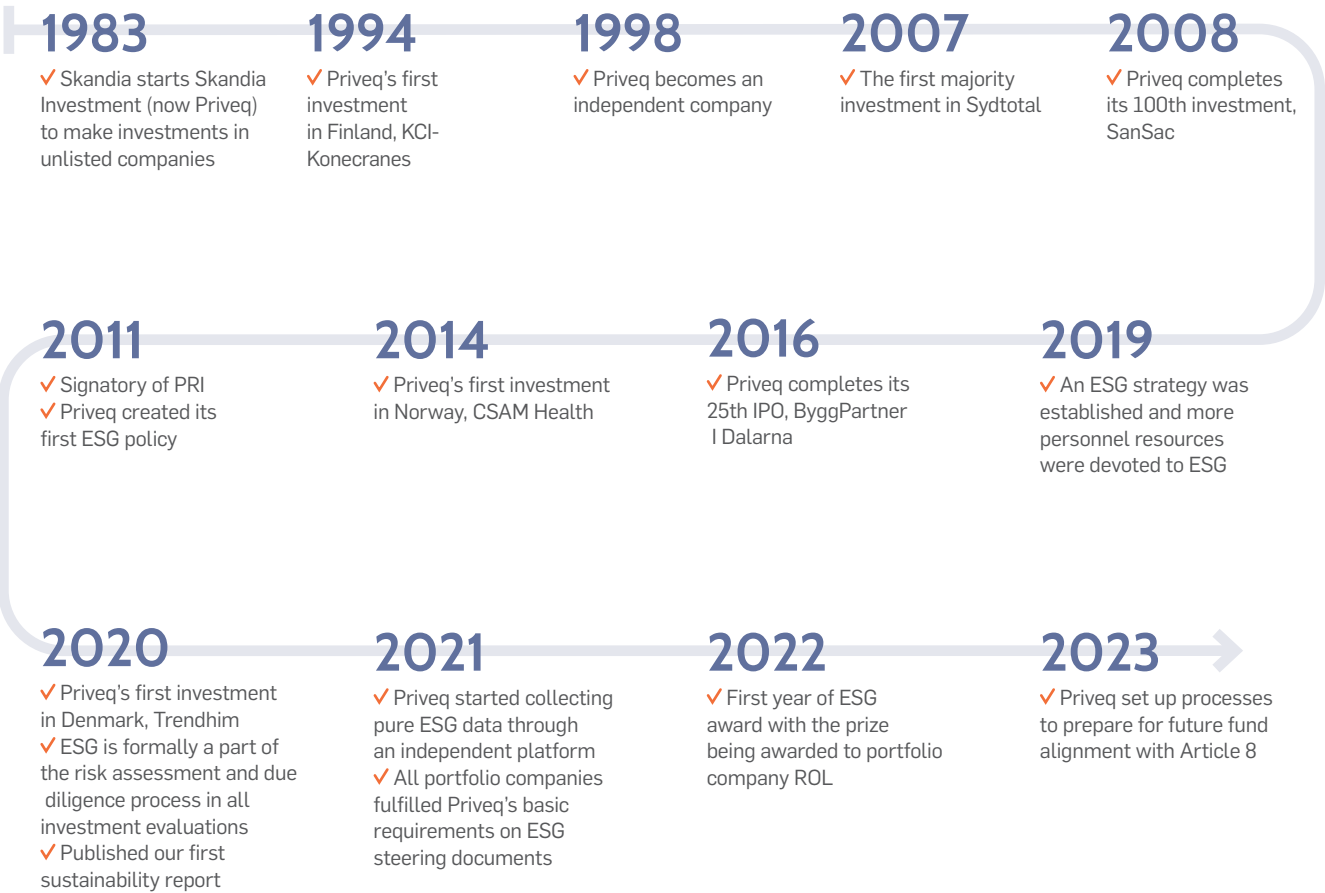 1983
✓ Skandia starts Skandia
Investment (now Priveq)
to make investments in
unlisted companies
1994
✓ Priveq's first
investment
in Finland, KCI-
Konecranes
1998
✓ Priveq becomes an
independent company
2007
✓ The first majority
investment in Sydtotal
2008
✓ Priveq completes
its 100th investment,
SanSac
2011
✓ Signatory of PRI
✓ Priveq created its
first ESG policy
2014
✓ Priveq's first investment
in Norway, CSAM Health
2016
✓ Priveq completes its
25th IPO, ByggPartner
I Dalarna
2019
✓ An ESG strategy was
established and more
personnel resources
were devoted to ESG
2020
✓ Priveq's first investment
in Denmark, Trendhim
✓ ESG is formally a part of
the risk assessment and due
diligence process in all
investment evaluations
✓ Published our first
sustainability report
2021
✓ Priveq started collecting
pure ESG data through
an independent platform
✓ All portfolio companies
fulfilled Priveq's basic
requirements on ESG
steering documents
2022
✓ First year of ESG
award with the prize
being awarded to portfolio
company ROL
2023
✓ Priveq set up processes
to prepare for future fund
alignment with Article 8